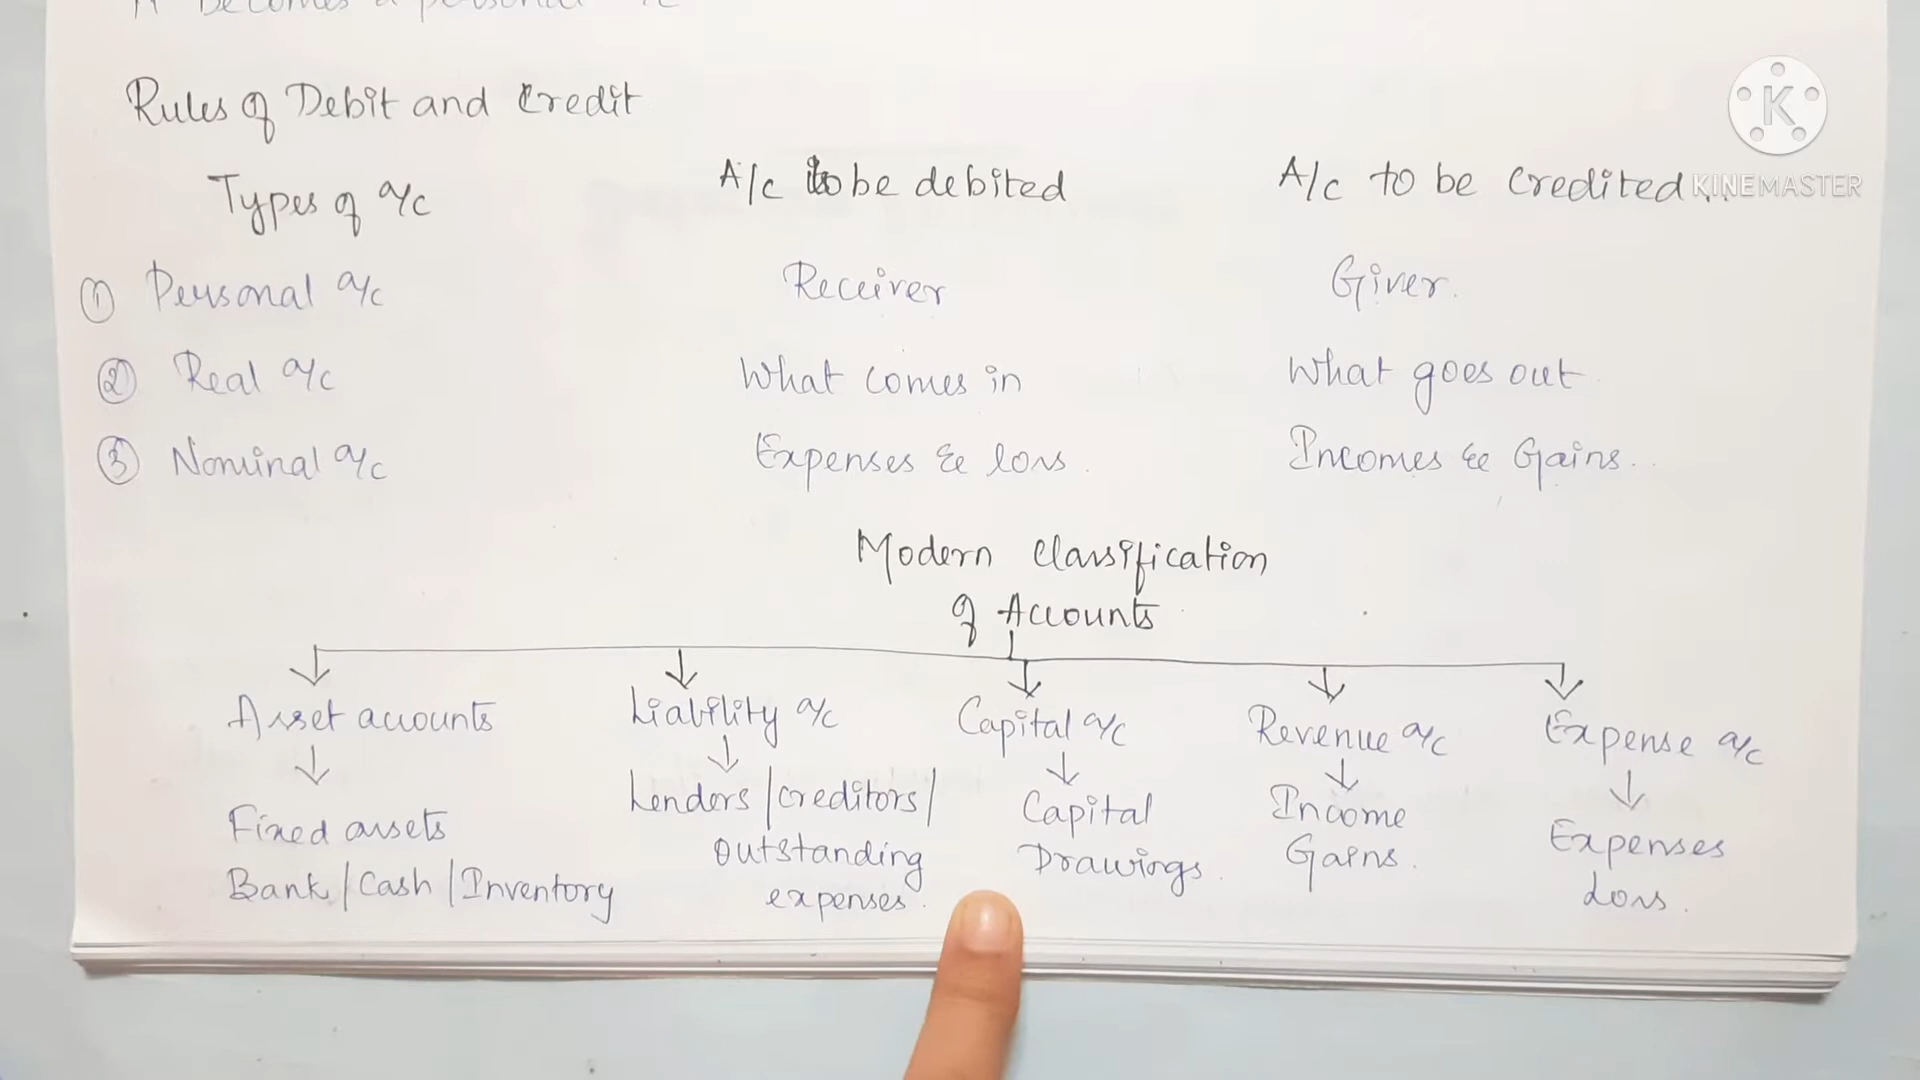 Rules of Debit and Credit
Types of a/c A/c to be debited A/c to be credited..
① Personal a/c Receiver Giver.
② Real a/c What comes in What goes out
③ Nominal a/c Expenses & loss. Incomes & Gains.
Modern Classification
of Accounts
Asset accounts Liability a/c Capital a/c Revenue a/c Expense a/c
Fixed assets Lenders/creditors/ Capital Income Expenses
Bank/Cash/Inventory outstanding Drawings. Gains. Loss.
expenses.
K
KINEMASTER